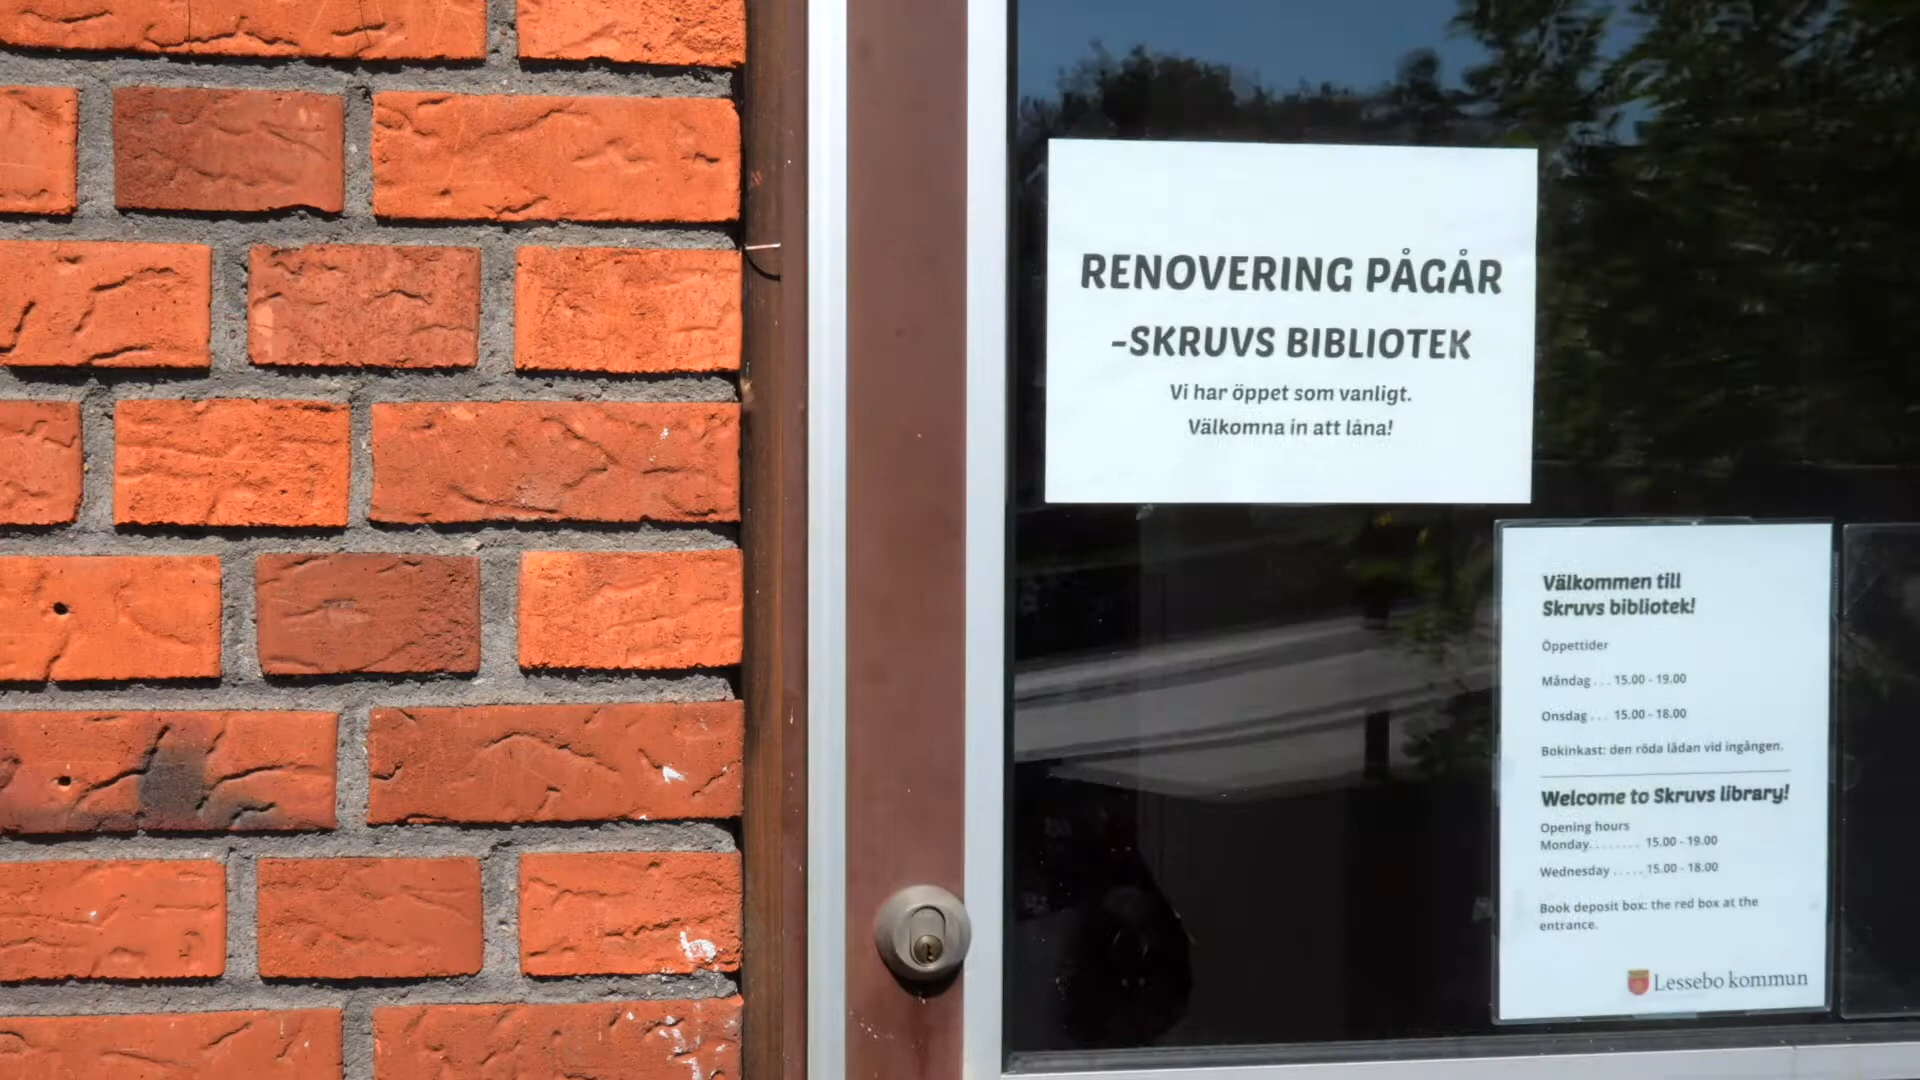 RENOVERING PÅGÅR
-SKRUVS BIBLIOTEK
Vi har öppet som vanligt.
Välkomna in att låna!
Välkommen till
Skruvs bibliotek!
Öppettider
Måndag . . . 15.00 - 19.00
Onsdag . . . 15.00 - 18.00
Bokinkast: den röda lådan vid ingången.
Welcome to Skruvs library!
Opening hours
Monday. . . . . . . . 15.00 - 19.00
Wednesday . . . . . 15.00 - 18.00
Book deposit box: the red box at the
entrance.
Lessebo kommun